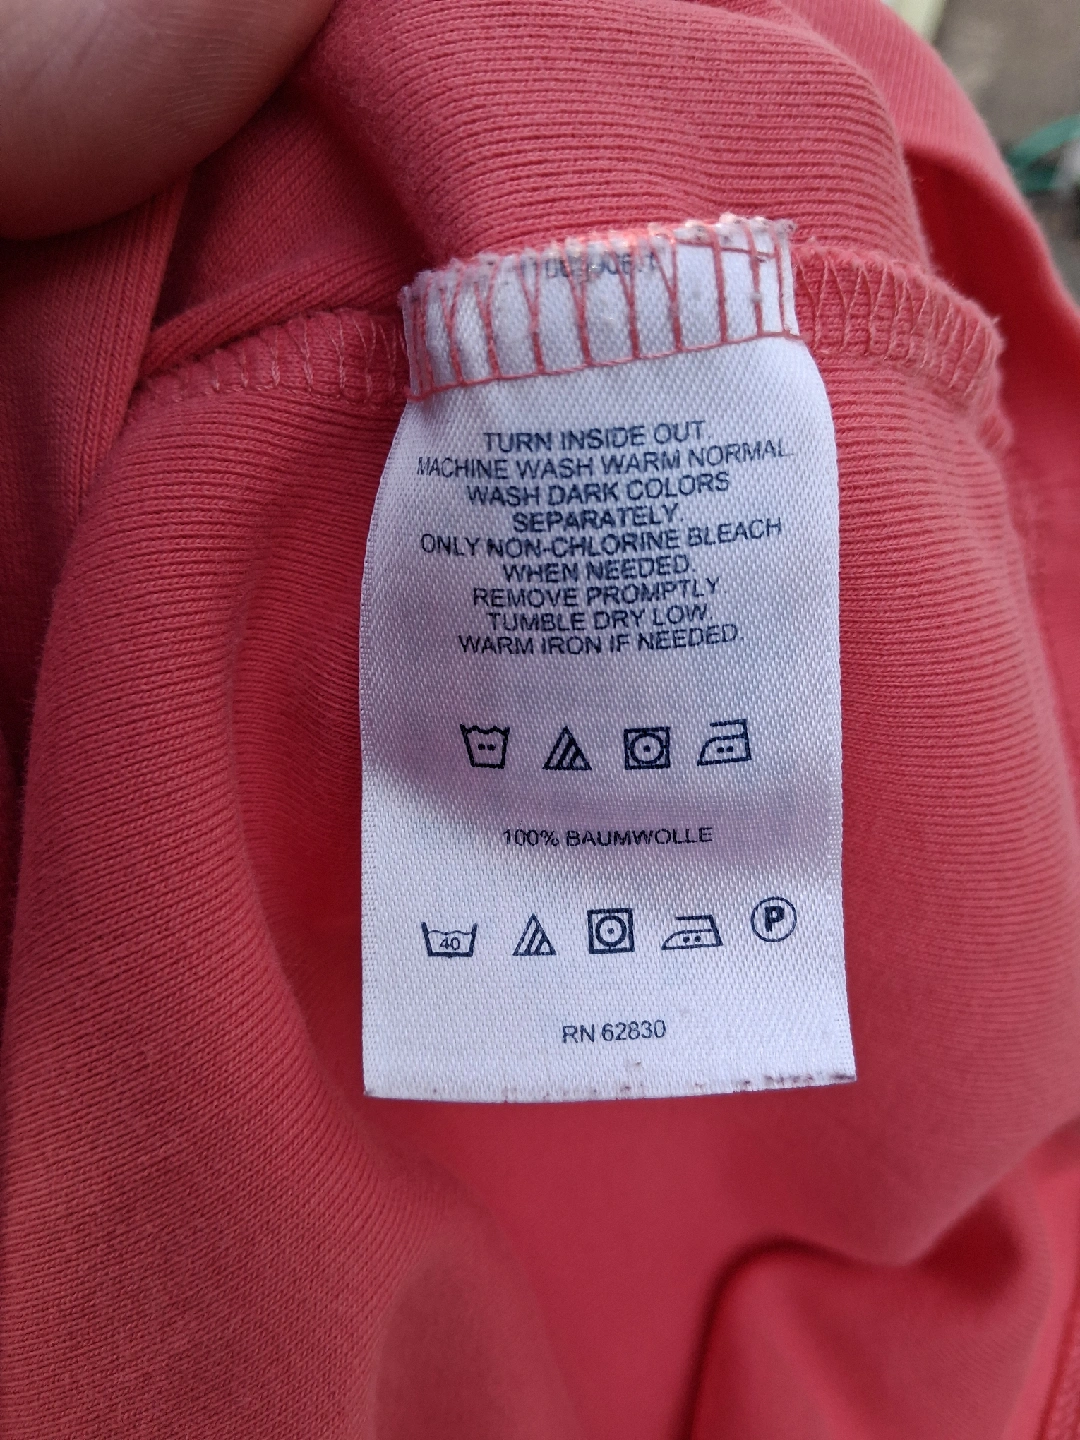 TURN INSIDE OUT
MACHINE WASH WARM NORMAL.
WASH DARK COLORS
SEPARATELY.
ONLY NON-CHLORINE BLEACH
WHEN NEEDED.
REMOVE PROMPTLY
TUMBLE DRY LOW.
WARM IRON IF NEEDED.
100% BAUMWOLLE
40
P
RN 62830